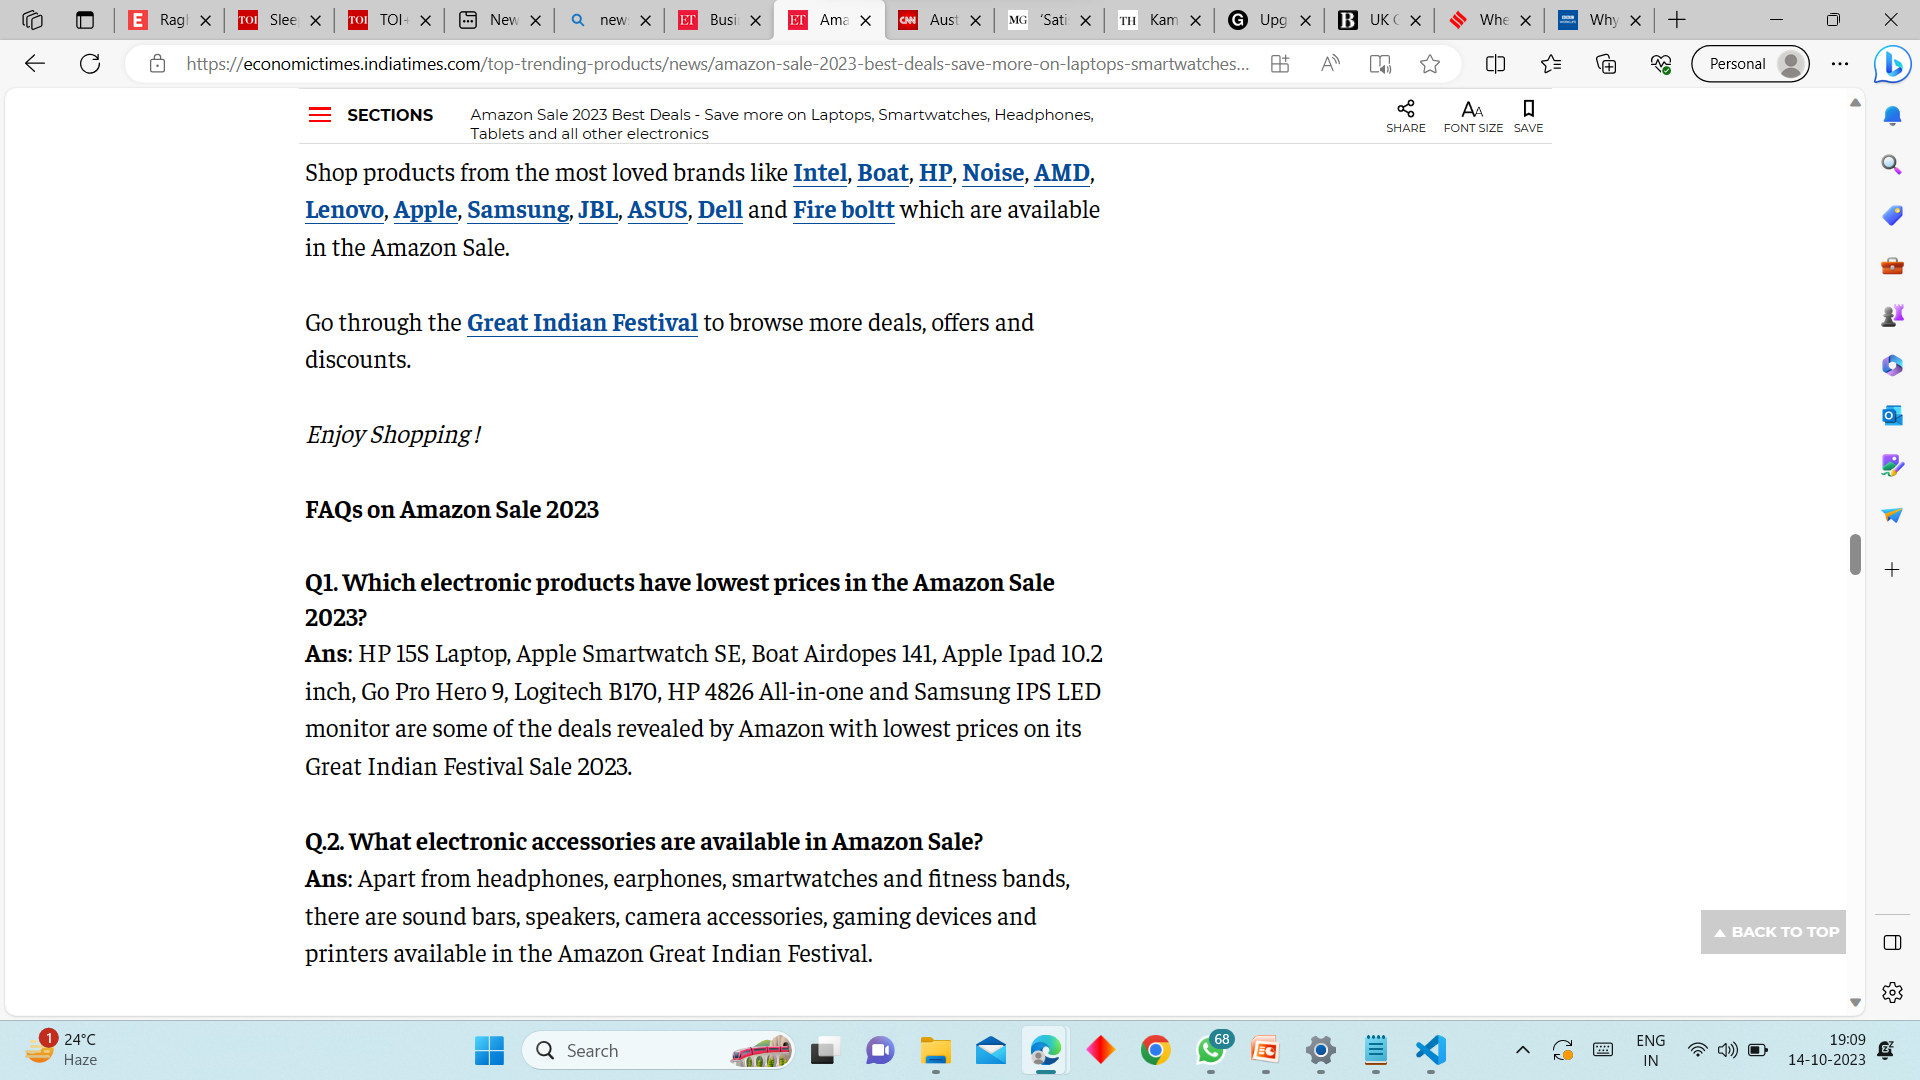 Ragl
TOI Slee
TOI TOI+
New
new
ET Busi
ET Ama
CNN Aust
MG 'Sati
TH Kam
G Upg
B UK C
Whe
Why
https://economictimes.indiatimes.com/top-trending-products/news/amazon-sale-2023-best-deals-save-more-on-laptops-smartwatches...
Personal
SECTIONS
Amazon Sale 2023 Best Deals - Save more on Laptops, Smartwatches, Headphones,
Tablets and all other electronics
SHARE FONT SIZE SAVE
Shop products from the most loved brands like Intel, Boat, HP, Noise, AMD,
Lenovo, Apple, Samsung, JBL, ASUS, Dell and Fire boltt which are available
in the Amazon Sale.
Go through the Great Indian Festival to browse more deals, offers and
discounts.
Enjoy Shopping!
FAQs on Amazon Sale 2023
Q1. Which electronic products have lowest prices in the Amazon Sale
2023?
Ans: HP 15S Laptop, Apple Smartwatch SE, Boat Airdopes 141, Apple Ipad 10.2
inch, Go Pro Hero 9, Logitech B170, HP 4826 All-in-one and Samsung IPS LED
monitor are some of the deals revealed by Amazon with lowest prices on its
Great Indian Festival Sale 2023.
Q.2. What electronic accessories are available in Amazon Sale?
Ans: Apart from headphones, earphones, smartwatches and fitness bands,
there are sound bars, speakers, camera accessories, gaming devices and
printers available in the Amazon Great Indian Festival.
BACK TO TOP
1
24°C
Haze
Search
68
ENG
IN
19:09
14-10-2023